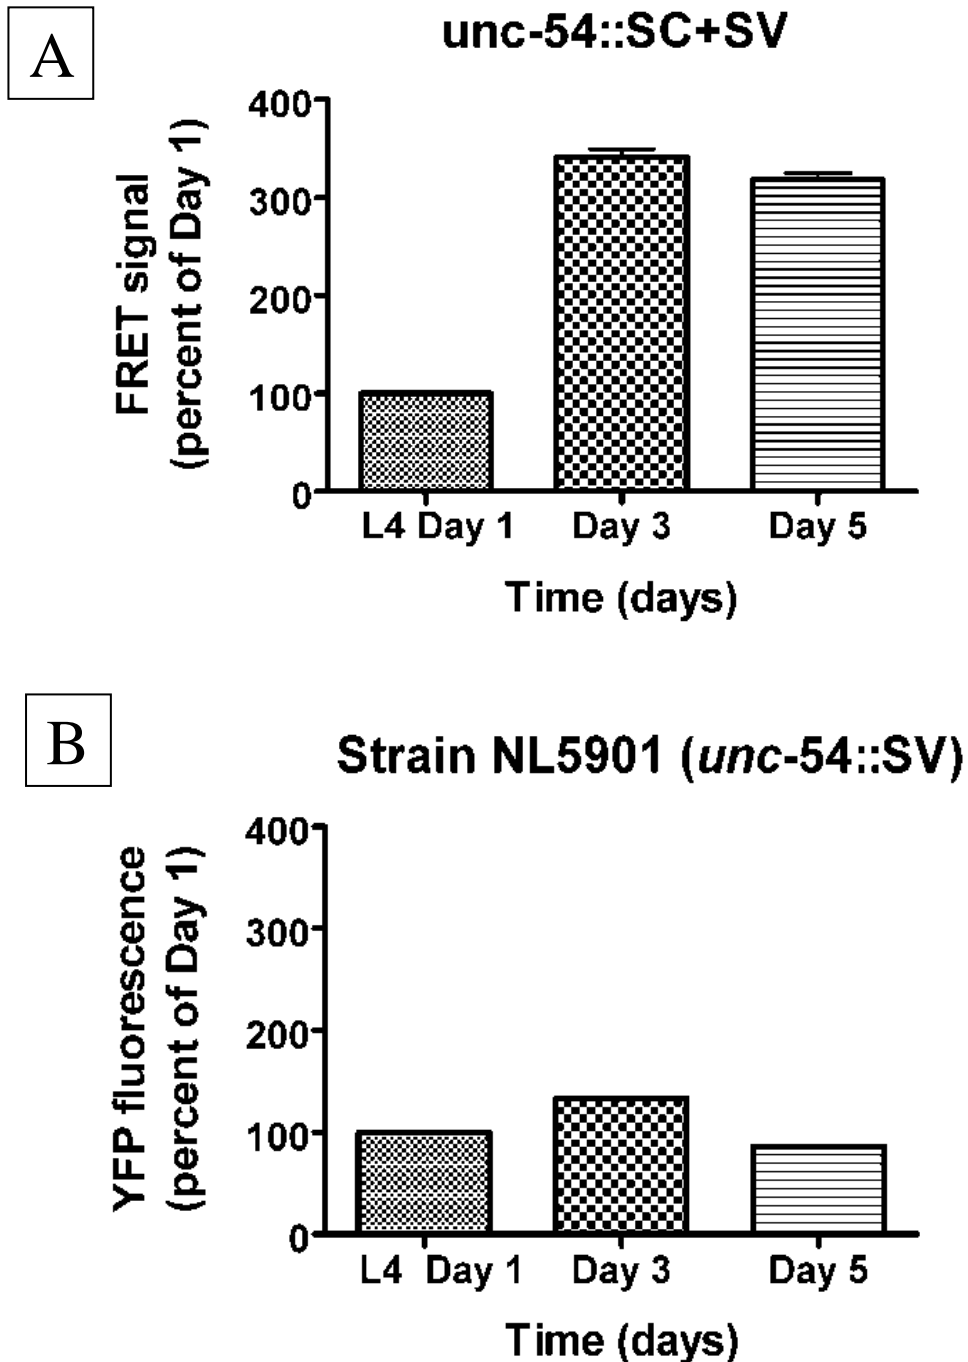 A
unc-54::SC+SV
FRET signal
(percent of Day 1)
400
300
200
100
0
L4 Day 1 Day 3 Day 5
Time (days)
B
Strain NL5901 (unc-54::SV)
YFP fluorescence
(percent of Day 1)
400
300
200
100
0
L4 Day 1 Day 3 Day 5
Time (days)